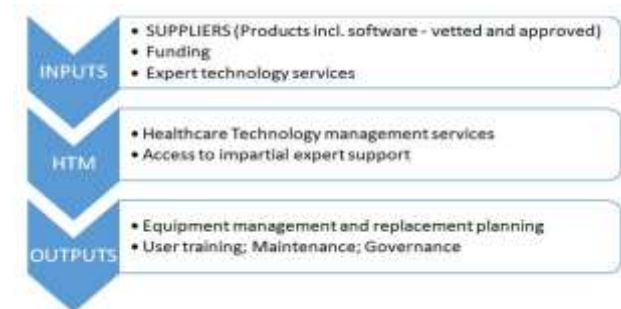 INPUTS
• SUPPLIERS (Products incl. software - vetted and approved)
• Funding
• Expert technology services
HTM
• Healthcare Technology management services
• Access to impartial expert support
OUTPUTS
• Equipment management and replacement planning
• User training; Maintenance; Governance